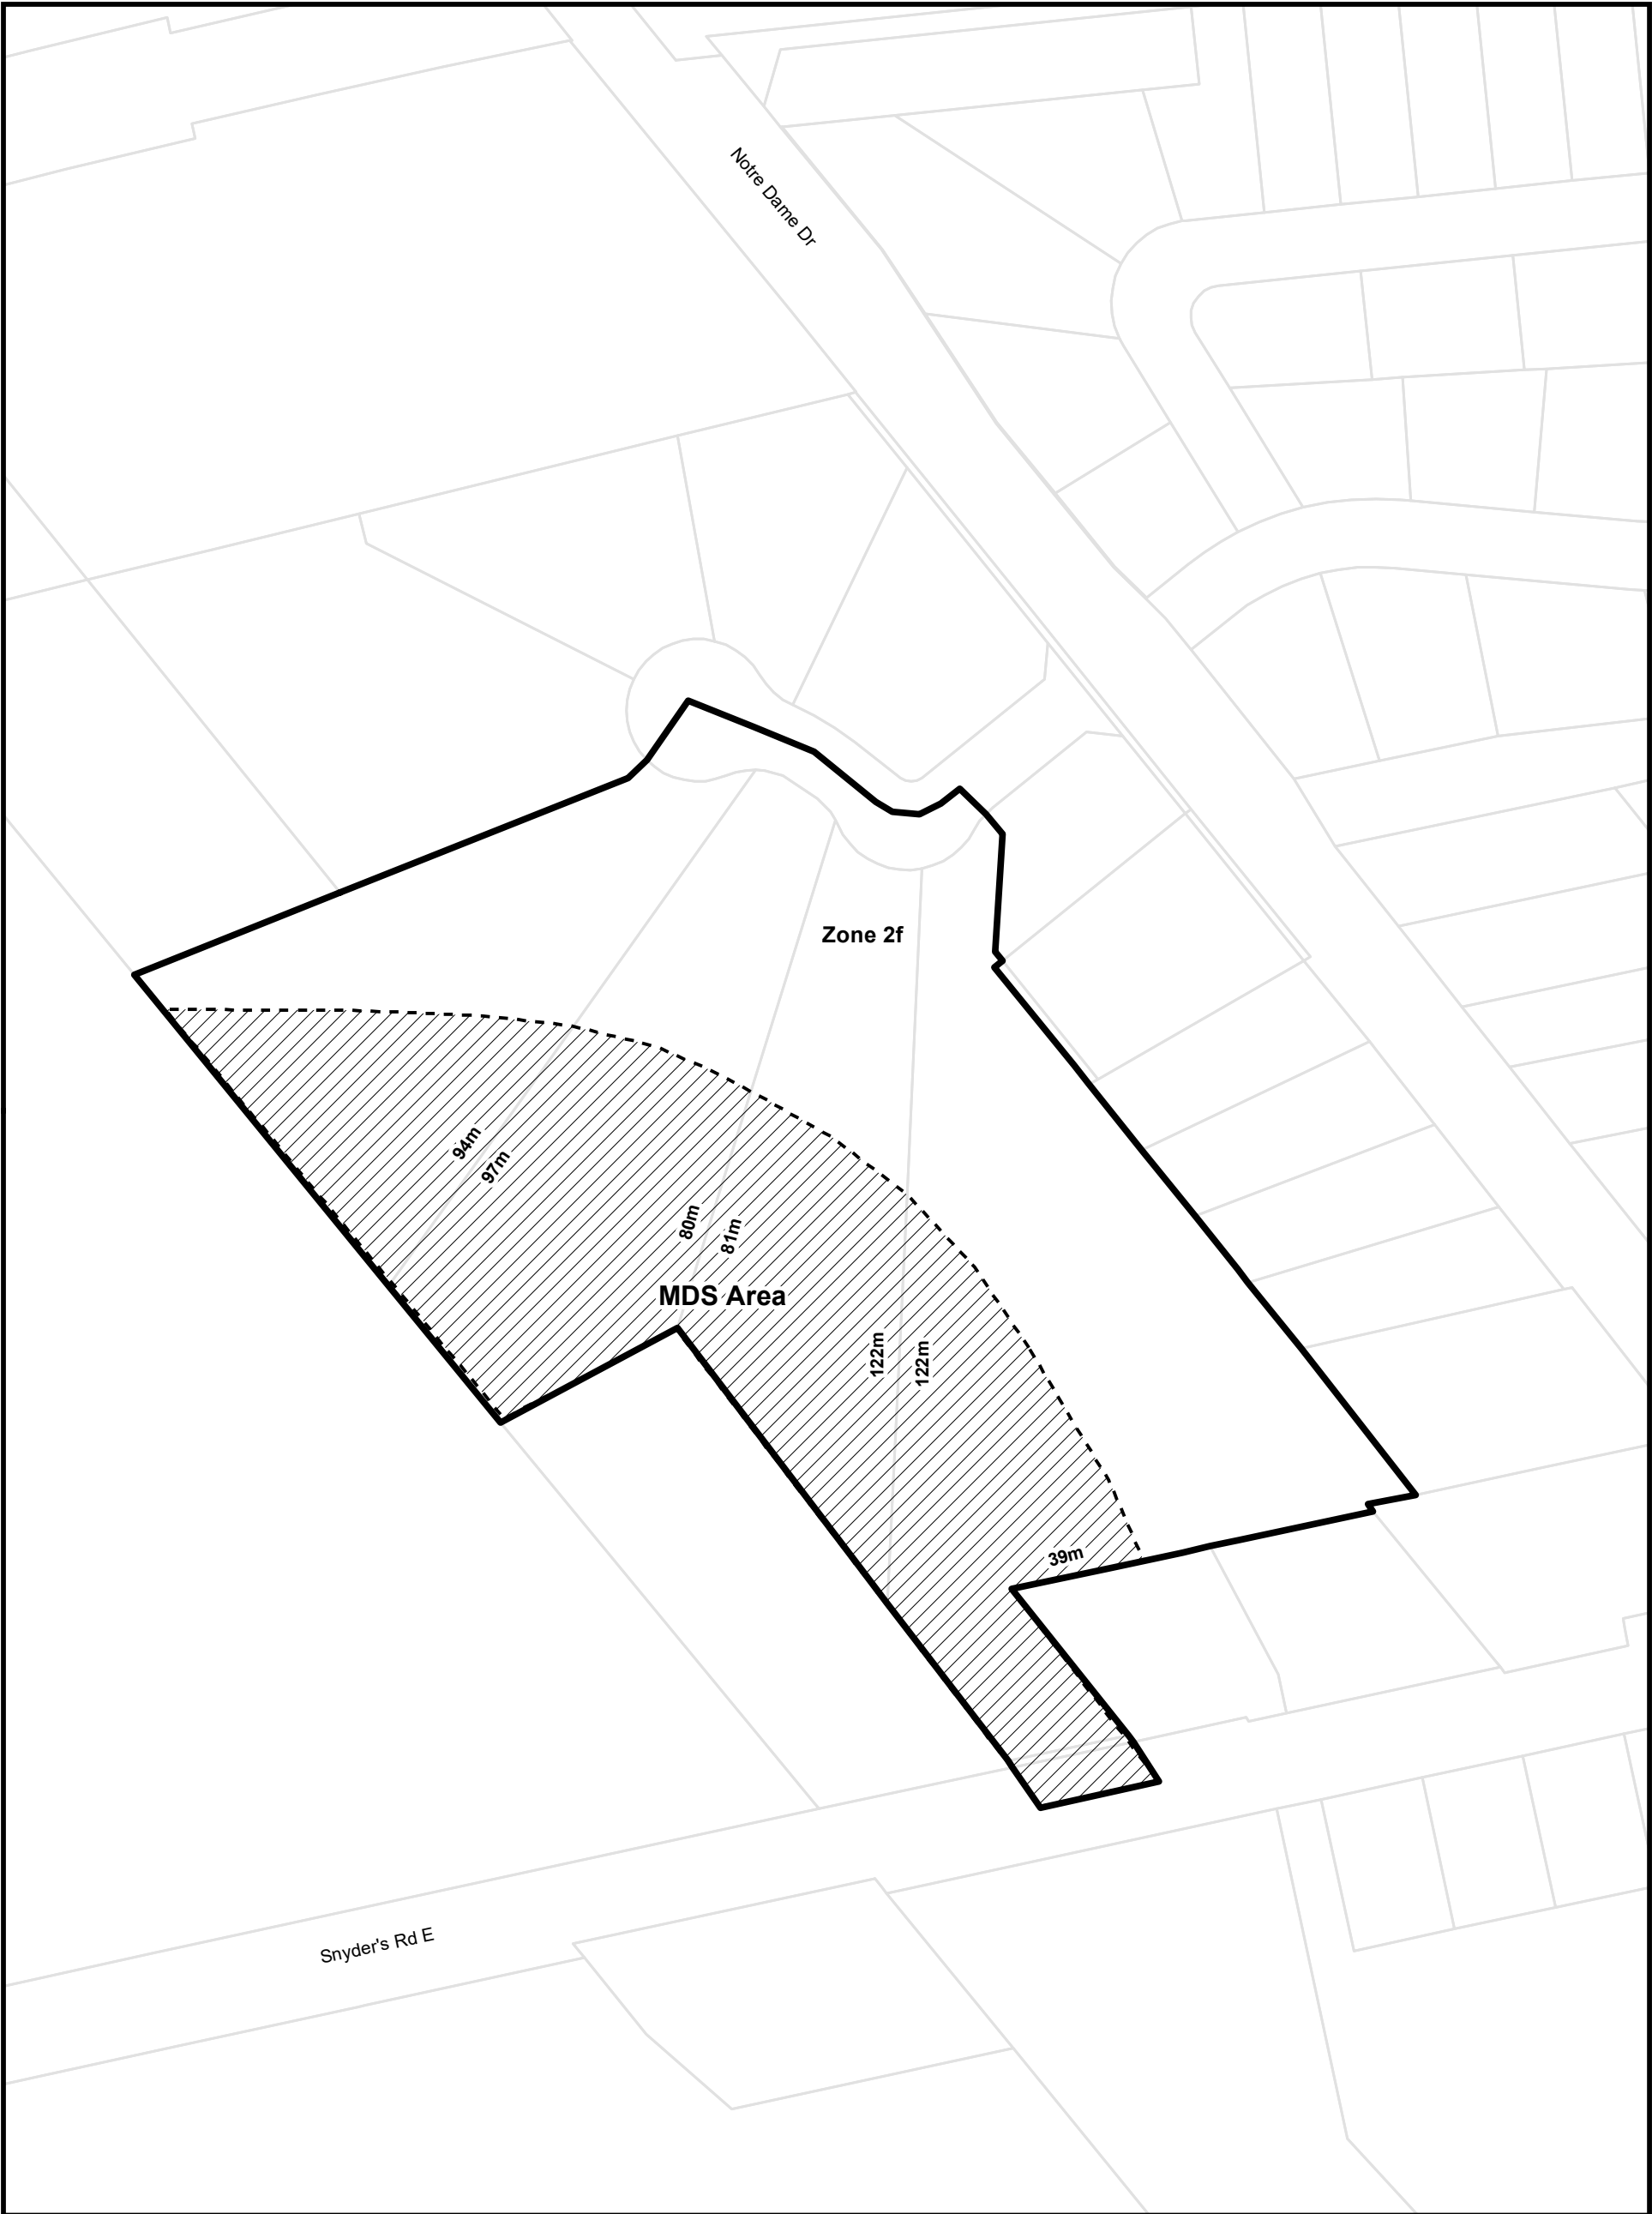 Notre Dame Dr
Zone 2f
94m
97m
80m
81m
MDS Area
122m
122m
39m
Snyder's Rd E